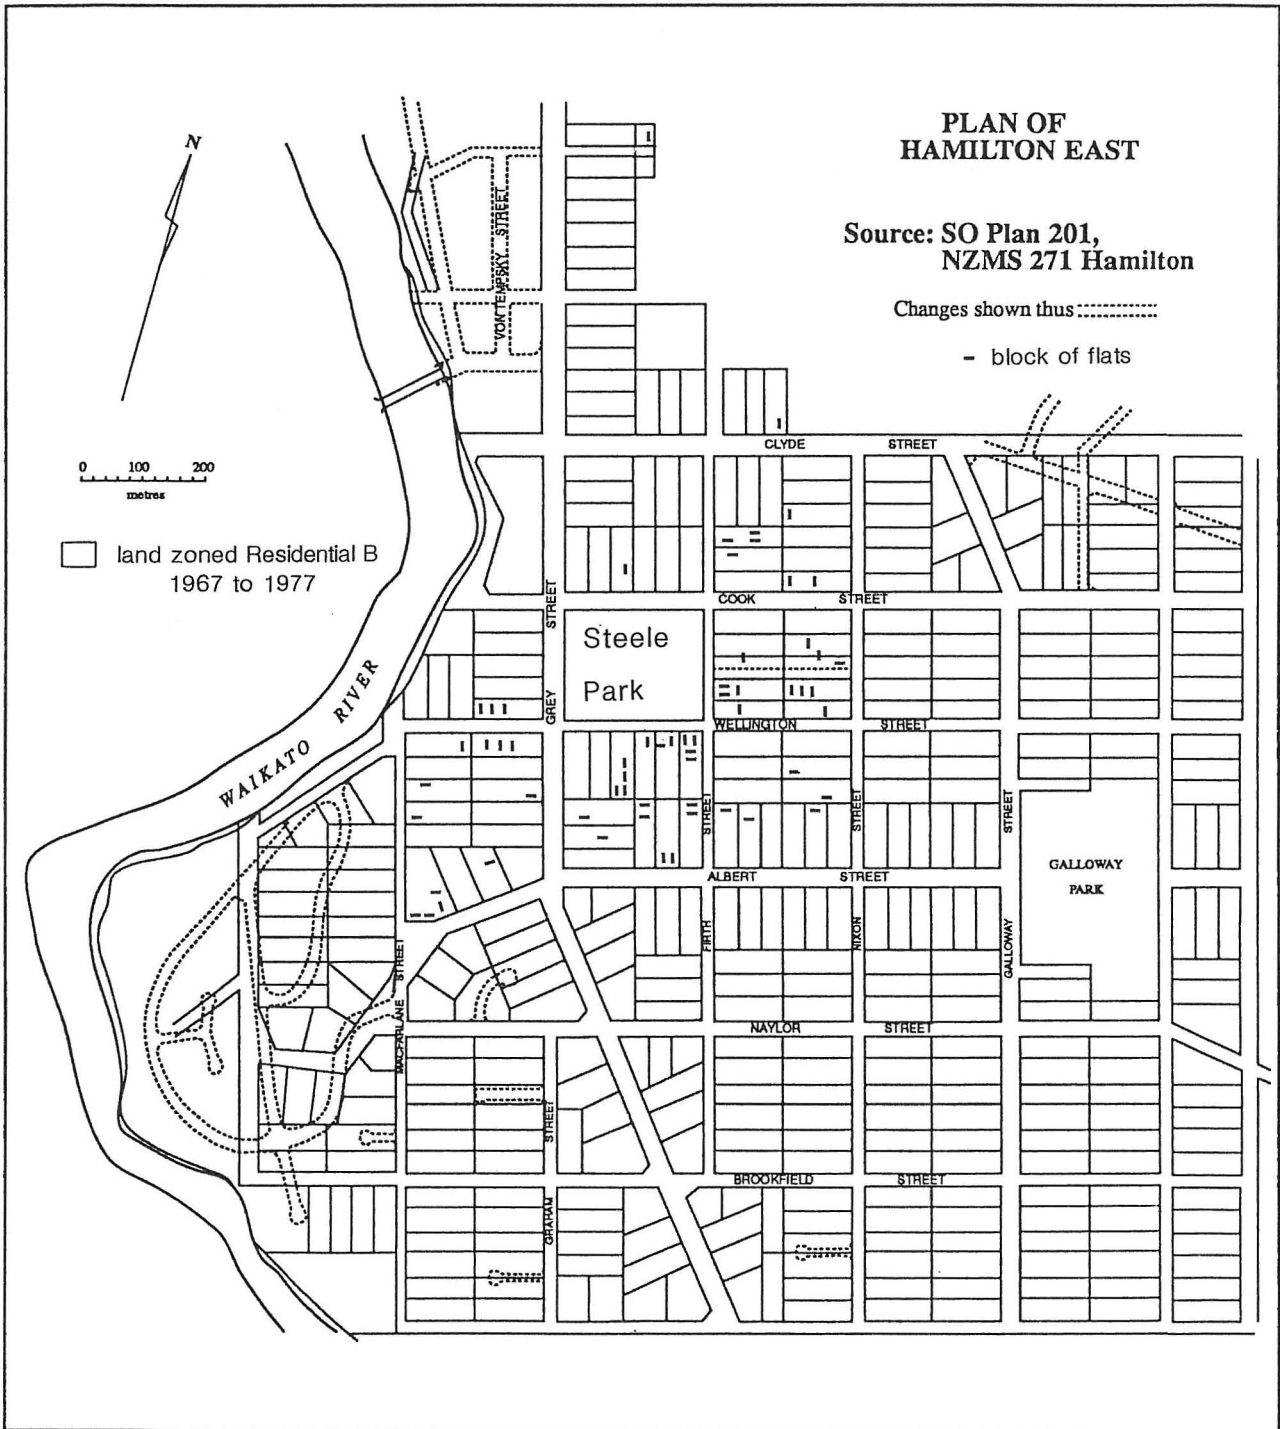 PLAN OF
HAMILTON EAST
Source: SO Plan 201,
NZMS 271 Hamilton
Changes shown thus
block of flats
N
VON TEMPSKY STREET
0 100 200
metres
land zoned Residential B
1967 to 1977
CLYDE STREET
COOK STREET
GREY STREET
Steele
Park
WAIKATO RIVER
WELLINGTON STREET
FIRTH STREET
NIXON STREET
GALLOWAY STREET
GALLOWAY
PARK
ALBERT STREET
MACFARLANE STREET
NAYLOR STREET
GRAHAM STREET
BROOKFIELD STREET